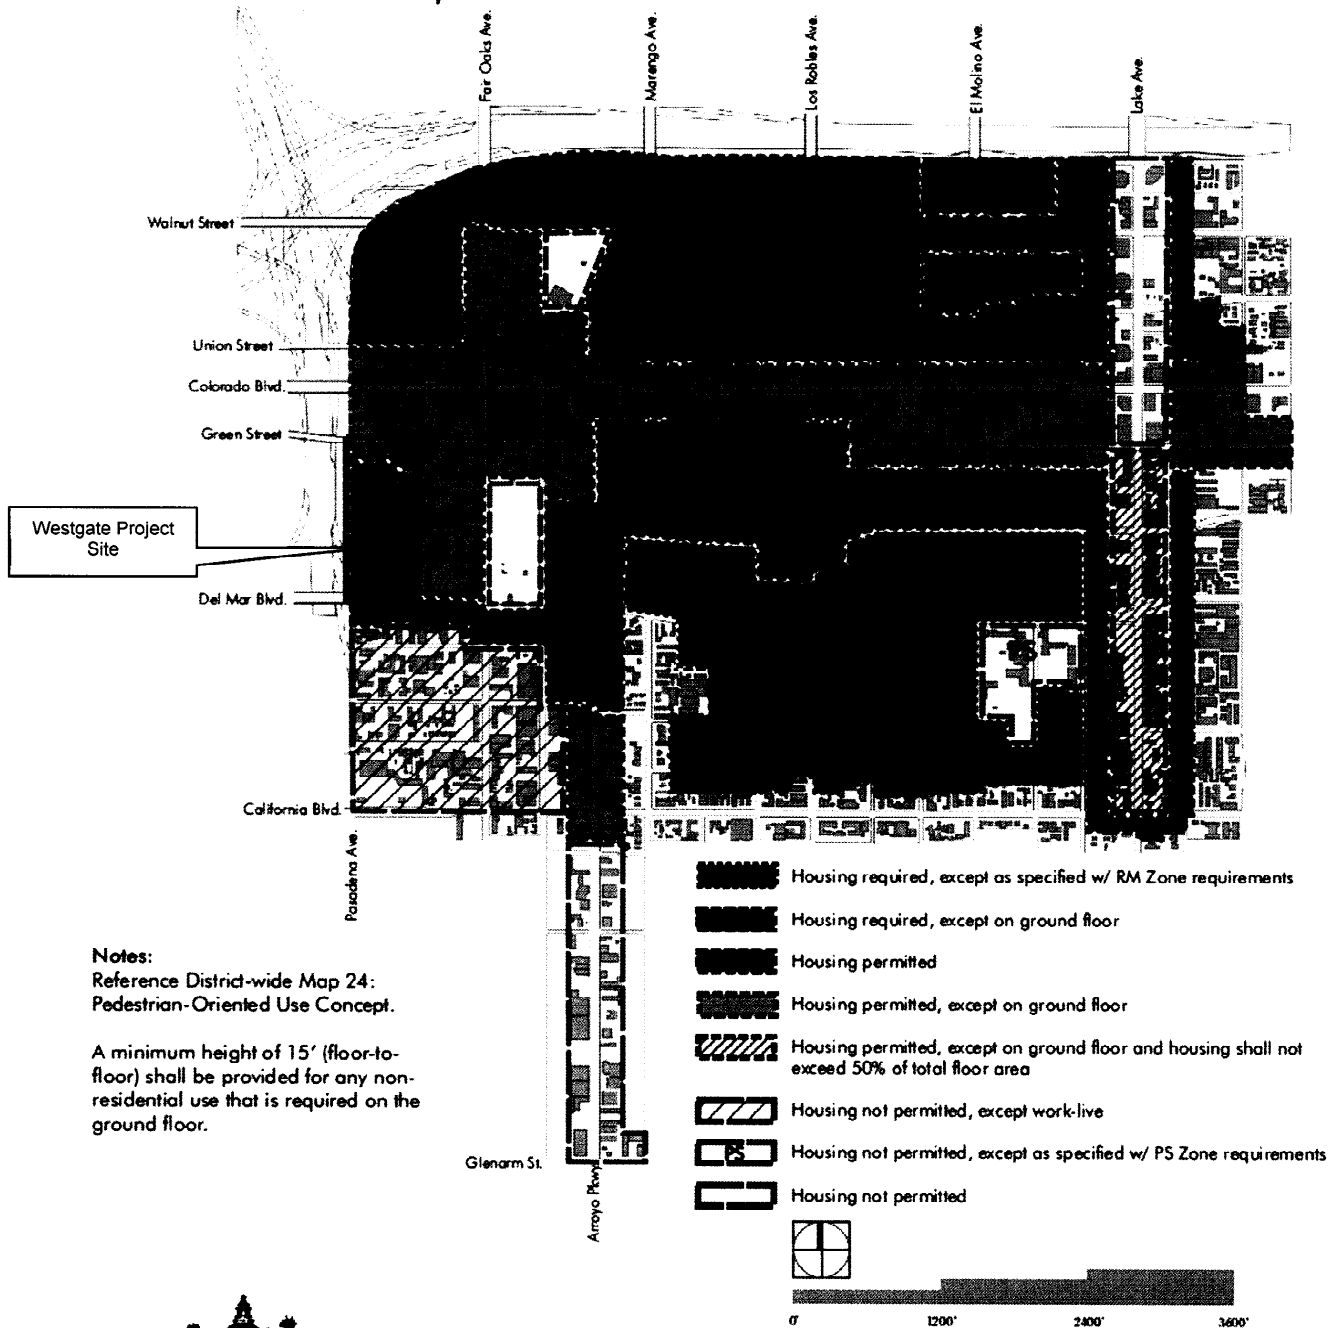 Fair Oaks Ave.
Marengo Ave.
Los Robles Ave.
El Molino Ave.
Lake Ave.
Walnut Street
Union Street
Colorado Blvd.
Green Street
Westgate Project
Site
Del Mar Blvd.
California Blvd.
Pasadena Ave.
Notes:
Reference District-wide Map 24:
Pedestrian-Oriented Use Concept.
A minimum height of 15' (floor-to-
floor) shall be provided for any non-
residential use that is required on the
ground floor.
Glenarm St.
Arroyo Pkwy
Housing required, except as specified w/ RM Zone requirements
Housing required, except on ground floor
Housing permitted
Housing permitted, except on ground floor
Housing permitted, except on ground floor and housing shall not
exceed 50% of total floor area
Housing not permitted, except work-live
PS
Housing not permitted, except as specified w/ PS Zone requirements
Housing not permitted
0'
1200'
2400'
3600'